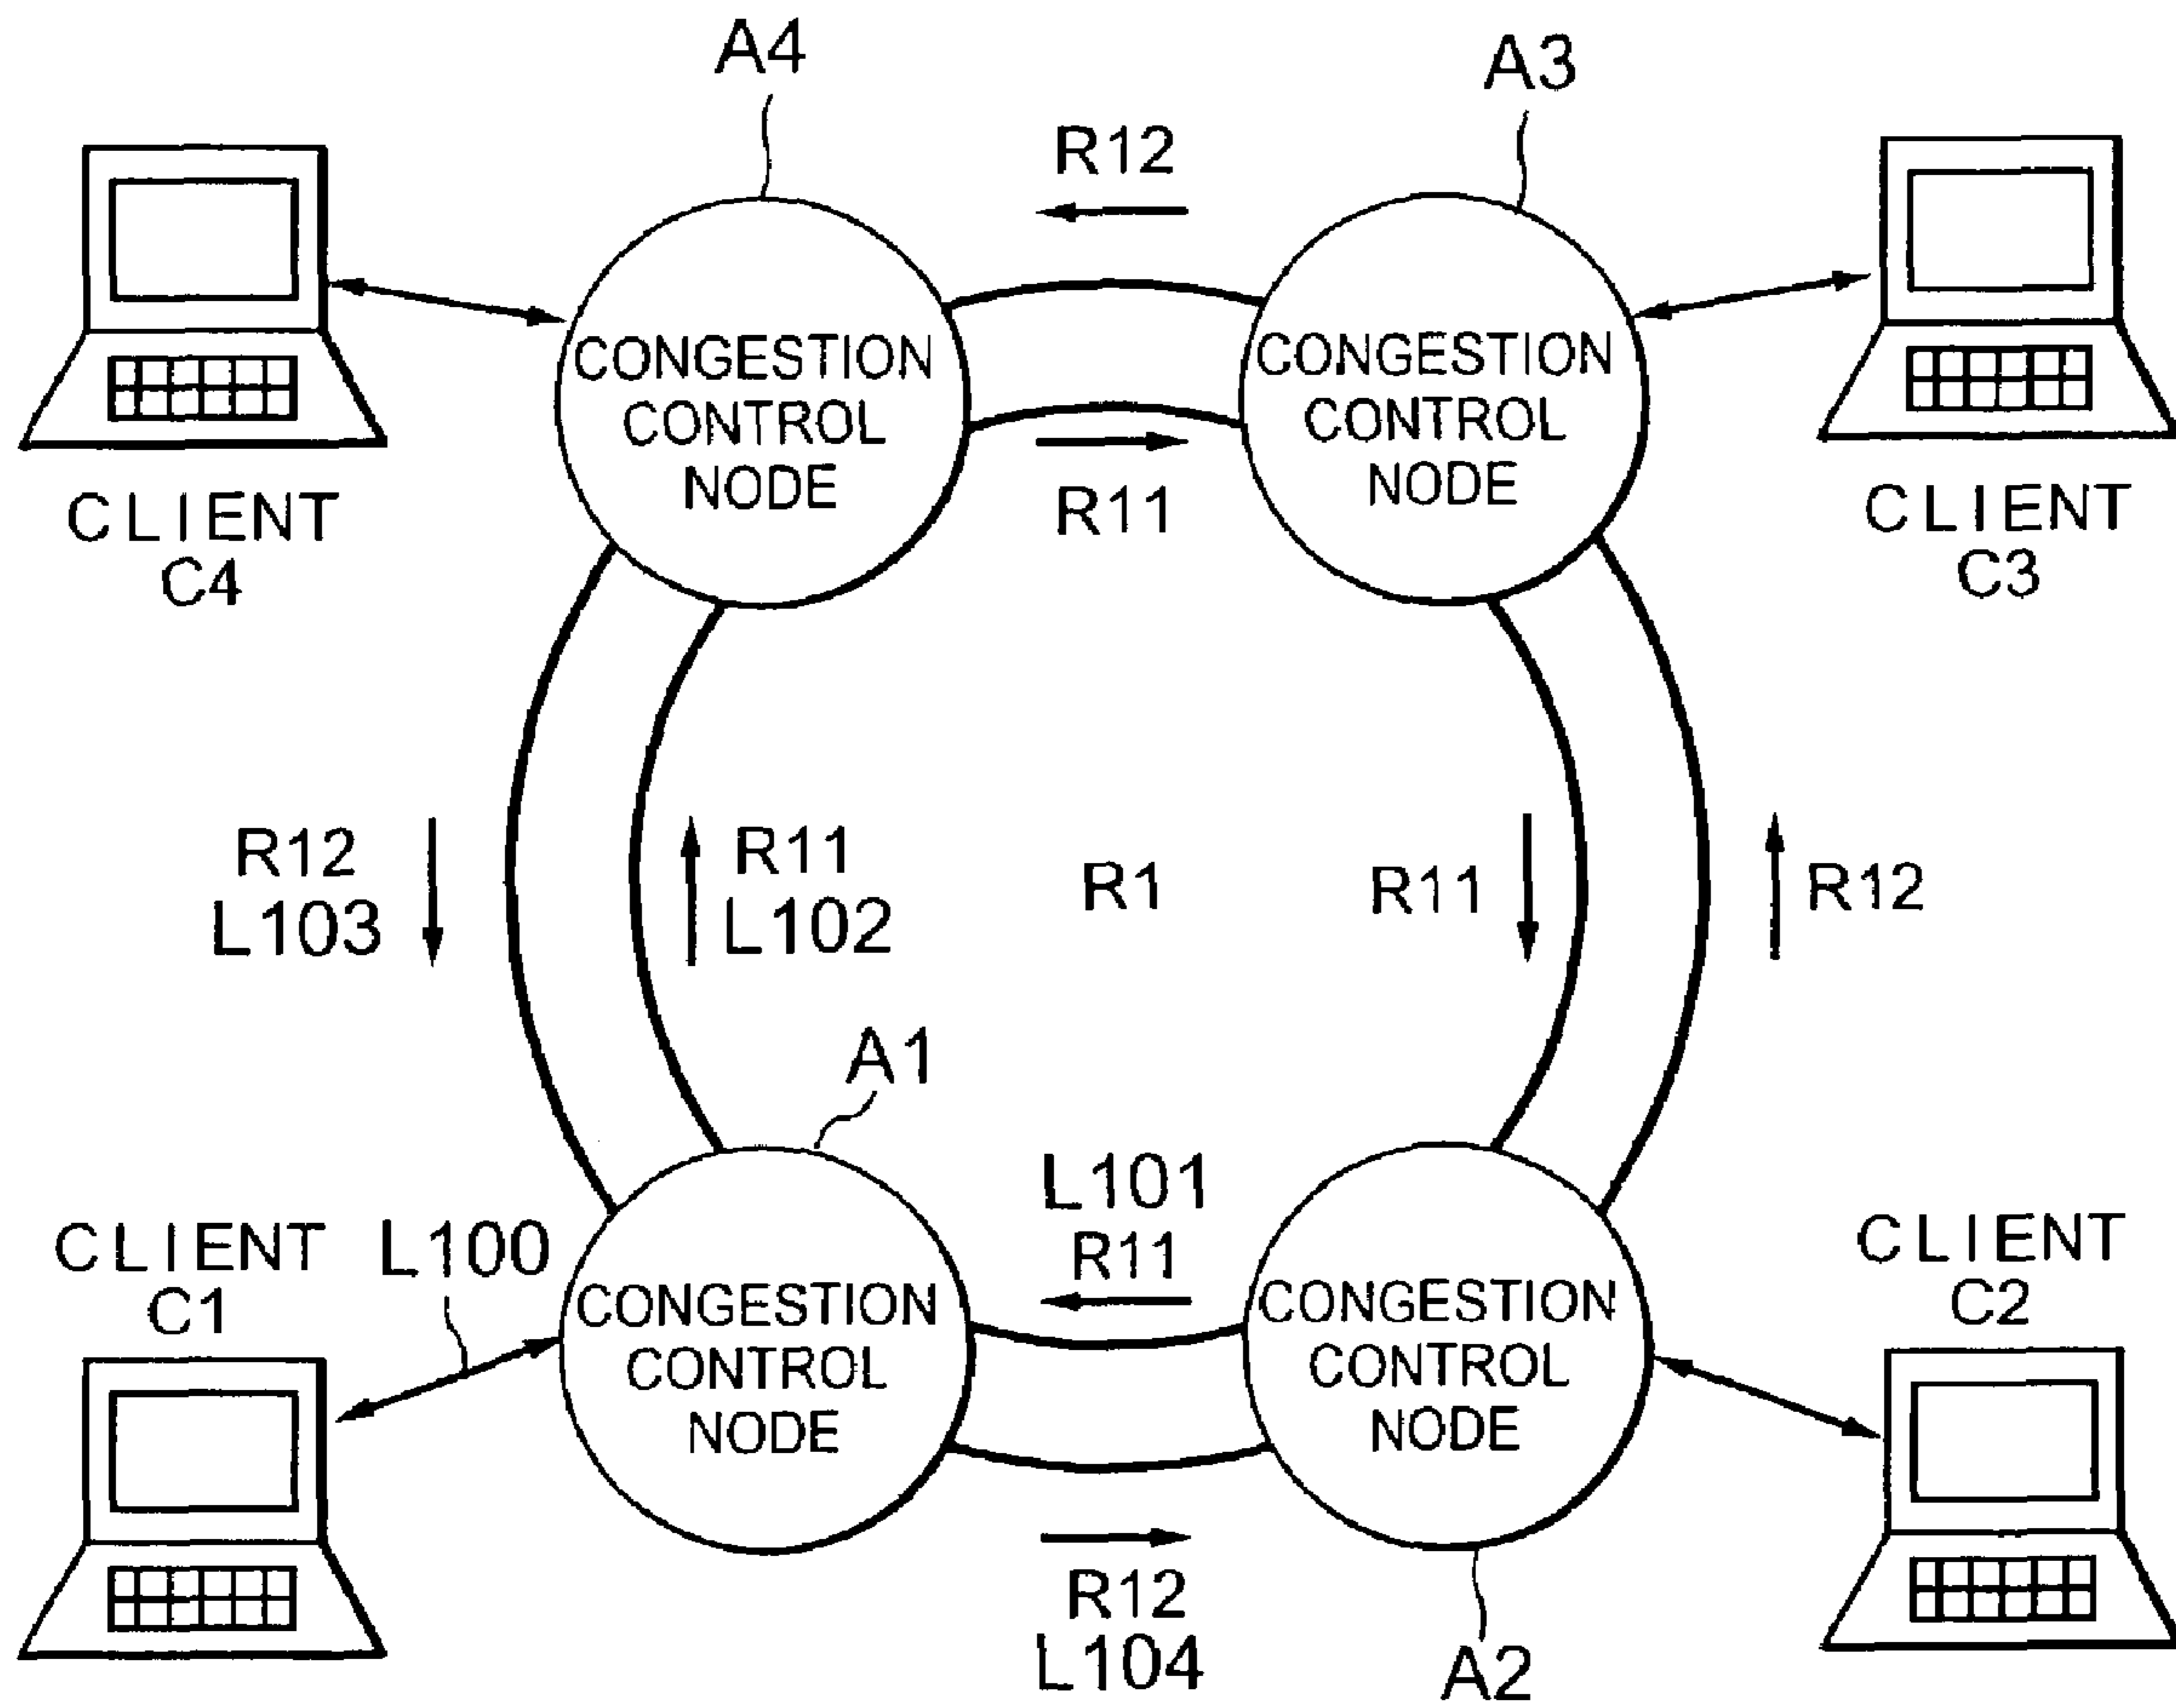 A4
A3
R12
CONGESTION
CONTROL
NODE
CONGESTION
CONTROL
NODE
R11
CLIENT
C4
CLIENT
C3
R12
L103
R11
L102
R1
R11
R12
A1
L101
R11
CLIENT
C1
L100
CLIENT
C2
CONGESTION
CONTROL
NODE
CONGESTION
CONTROL
NODE
R12
L104
A2